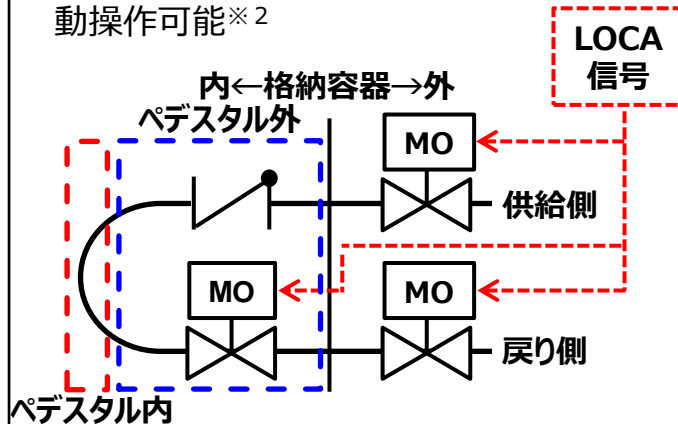 動操作可能※２
LOCA
信号
内←格納容器→外
ペデスタル外
MO
供給側
MO
MO
戻り側
ペデスタル内